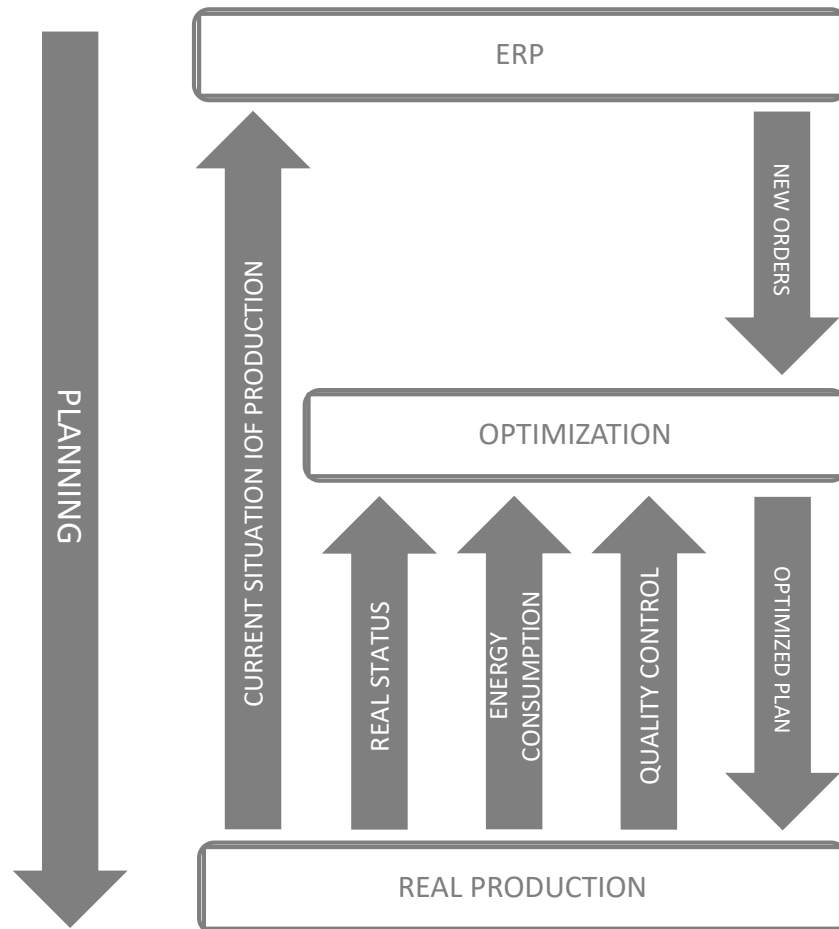 ERP
NEW ORDERS
CURRENT SITUATION IOF PRODUCTION
PLANNING
OPTIMIZATION
REAL STATUS
ENERGY
CONSUMPTION
QUALITY CONTROL
OPTIMIZED PLAN
REAL PRODUCTION